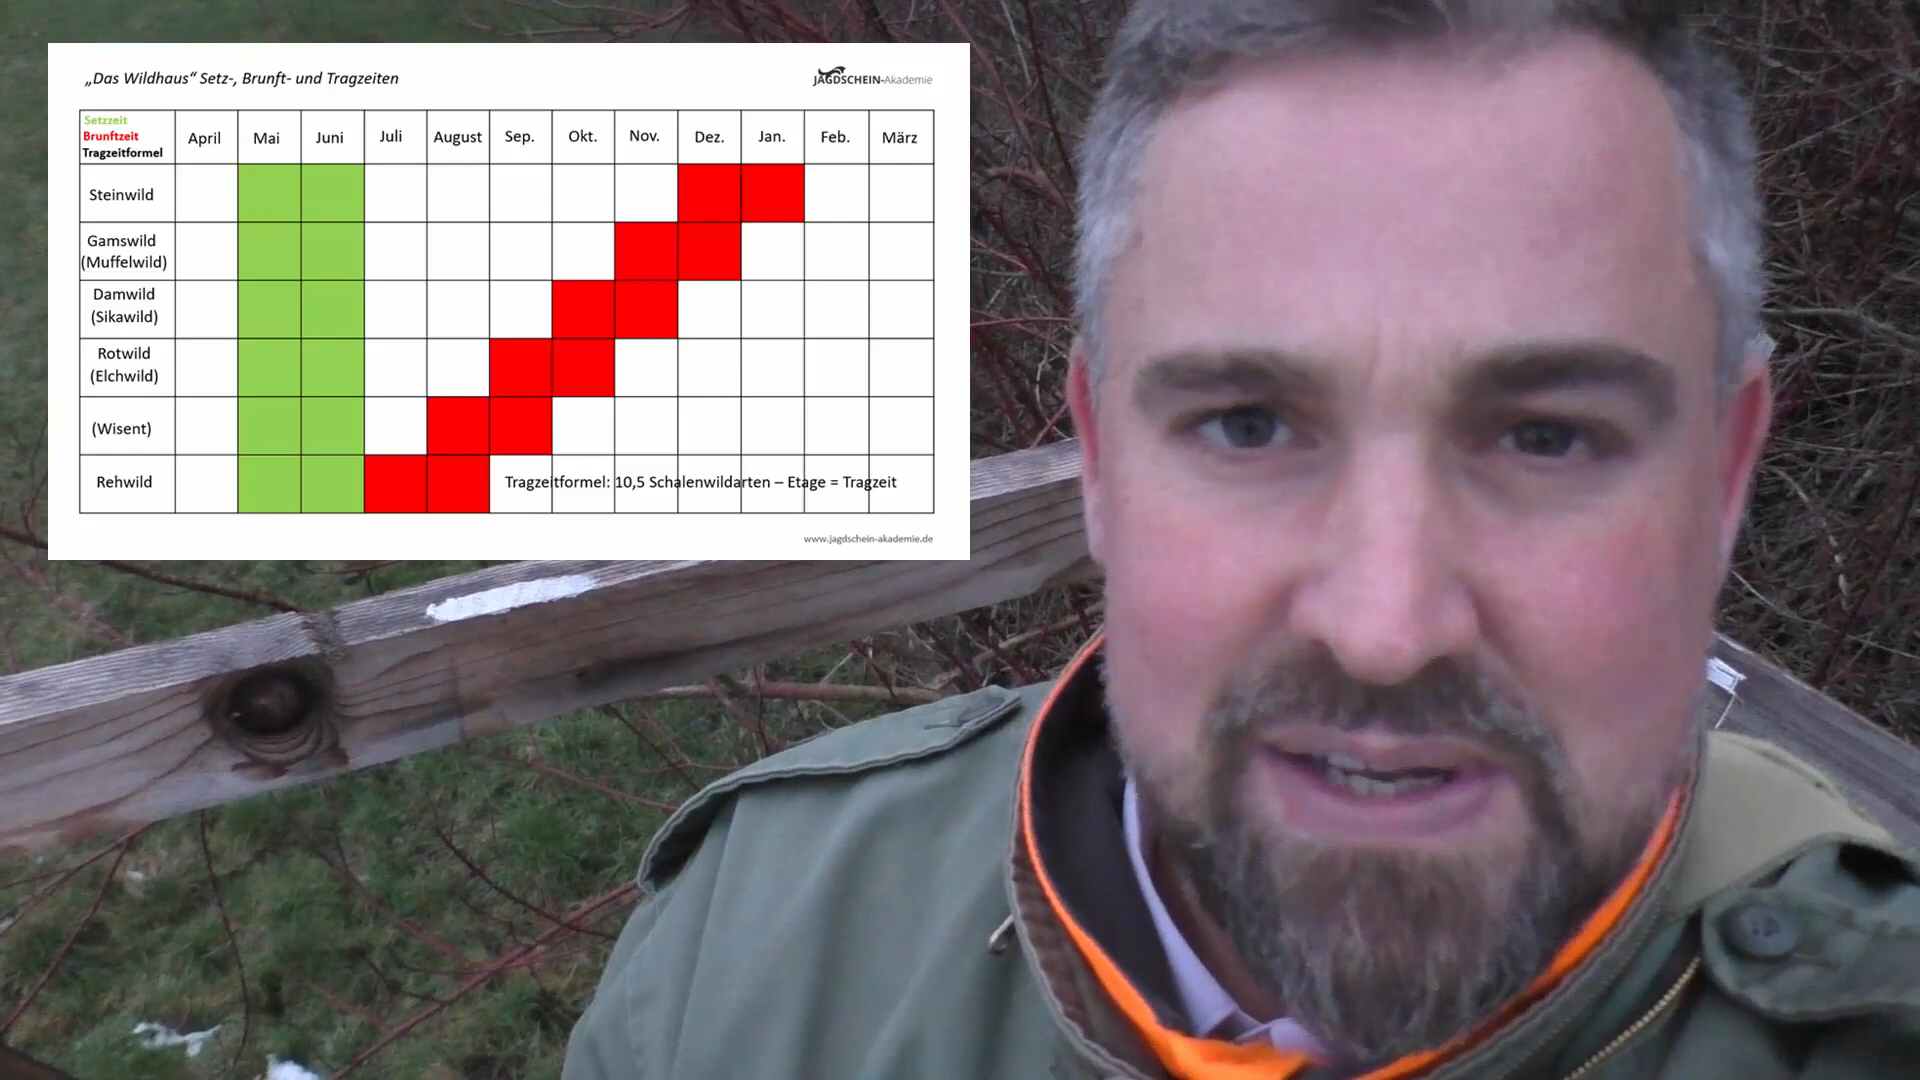 „Das Wildhaus“ Setz-, Brunft- und Tragzeiten
JAGDSCHEIN-Akademie
Setzzeit
Brunftzeit
Tragzeitformel
April Mai Juni Juli August Sep. Okt. Nov. Dez. Jan. Feb. März
Steinwild
Gamswild
(Muffelwild)
Damwild
(Sikawild)
Rotwild
(Elchwild)
(Wisent)
Rehwild
Tragzeitformel: 10,5 Schalenwildarten – Etage = Tragzeit
www.jagdschein-akademie.de